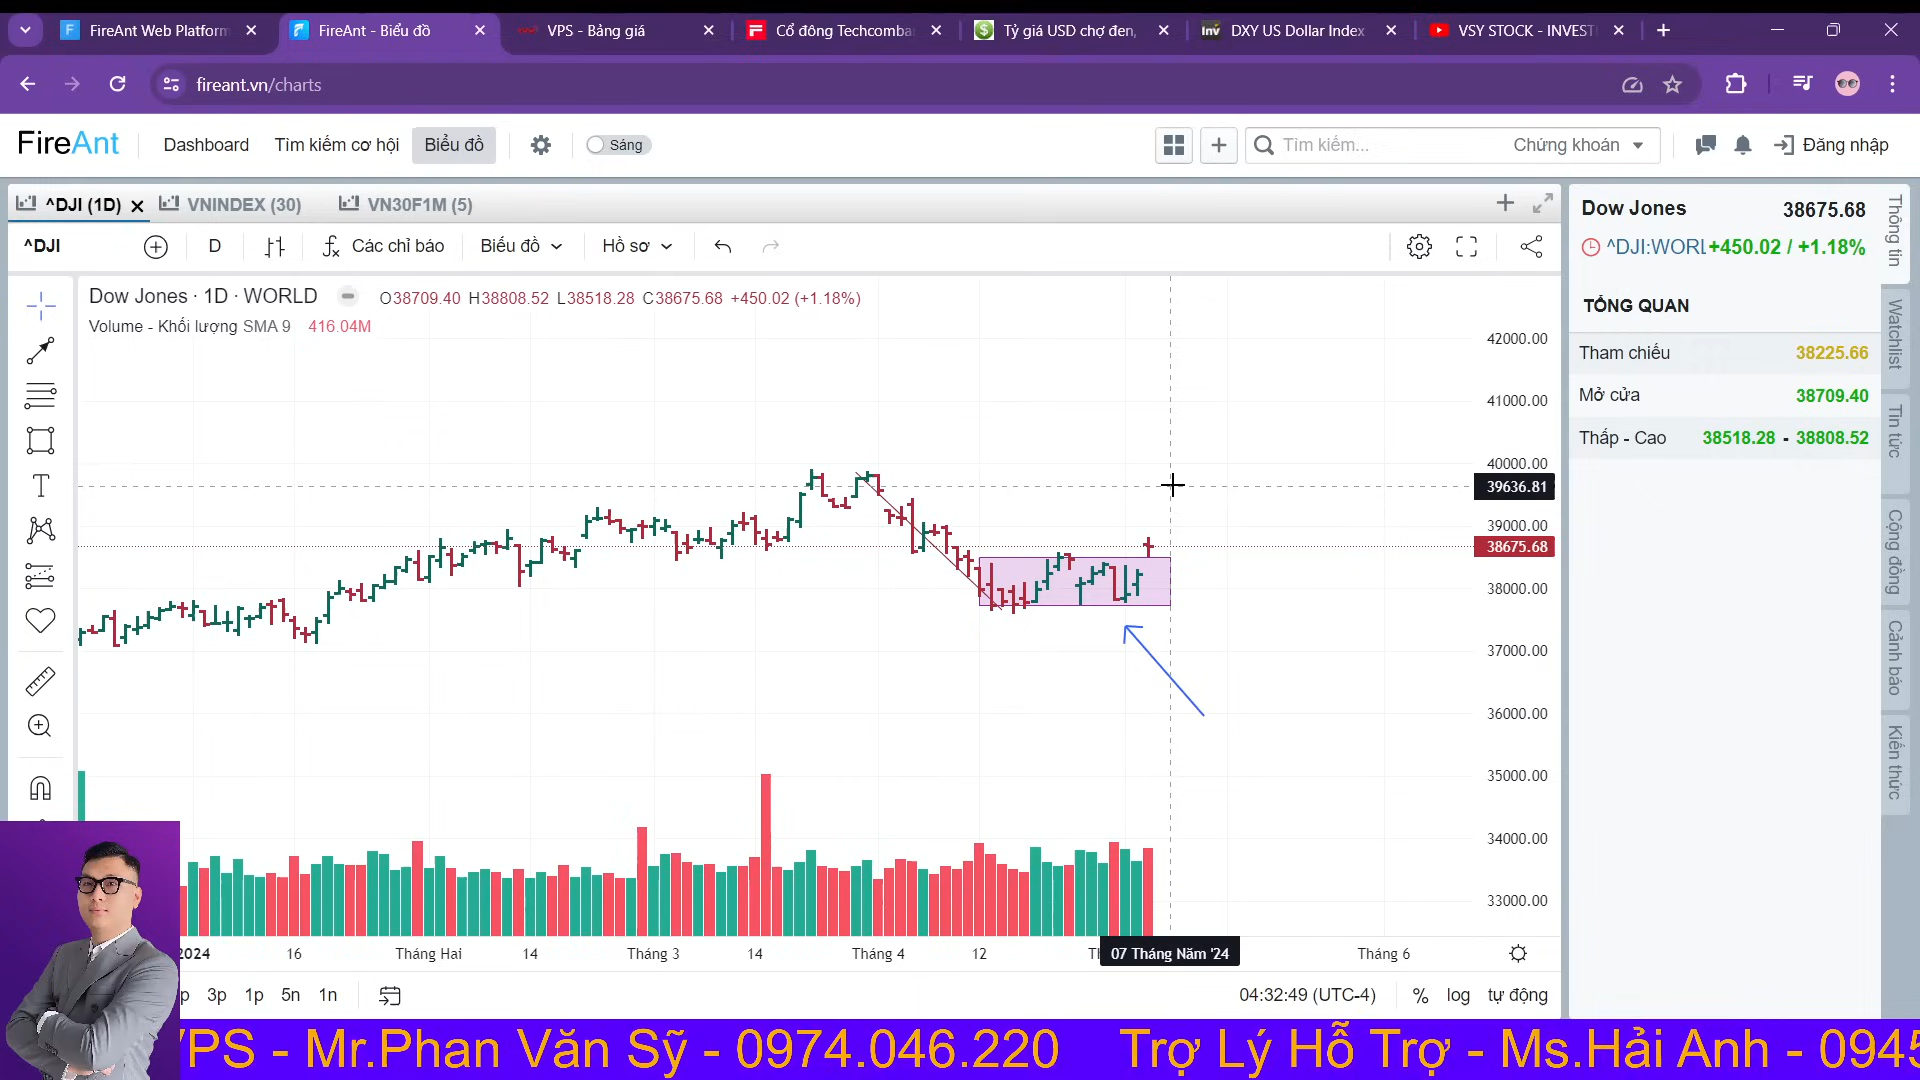 FireAnt Web Platform
FireAnt - Biểu đồ
VPS - Bảng giá
Cổ đông Techcomba
Tỷ giá USD chợ đen,
DXY US Dollar Index
VSY STOCK - INVEST
fireant.vn/charts
FireAnt
Dashboard
Tìm kiếm cơ hội
Biểu đồ
Sáng
Tìm kiếm...
Chứng khoán
Đăng nhập
^DJI (1D)
VNINDEX (30)
VN30F1M (5)
^DJI
D
Các chỉ báo
Biểu đồ
Hồ sơ
Dow Jones · 1D · WORLD
O38709.40 H38808.52 L38518.28 C38675.68 +450.02 (+1.18%)
Volume - Khối lượng SMA 9 416.04M
42000.00
41000.00
40000.00
39636.81
39000.00
38675.68
38000.00
37000.00
36000.00
35000.00
34000.00
33000.00
2024
16
Tháng Hai
14
Tháng 3
14
Tháng 4
12
07 Tháng Năm '24
Tháng 6
3p
1p
5n
1n
04:32:49 (UTC-4)
%
log
tự động
Dow Jones
38675.68
^DJI:WORL
+450.02 / +1.18%
TỔNG QUAN
Tham chiếu 38225.66
Mở cửa 38709.40
Thấp - Cao 38518.28 - 38808.52
Thông tin
Watchlist
Tin tức
Cộng đồng
Cảnh báo
Kiến thức
VPS - Mr.Phan Văn Sỹ - 0974.046.220 Trợ Lý Hỗ Trợ - Ms.Hải Anh - 0945